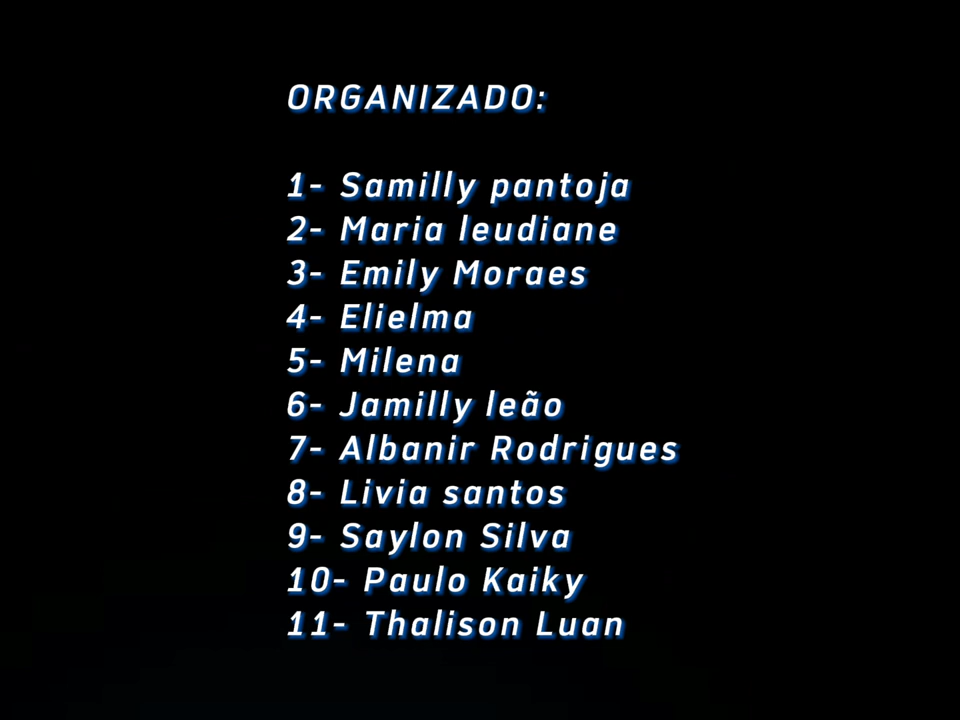 ORGANIZADO:
1- Samilly pantoja
2- Maria leudiane
3- Emily Moraes
4- Elielma
5- Milena
6- Jamilly leão
7- Albanir Rodrigues
8- Livia santos
9- Saylon Silva
10- Paulo Kaiky
11- Thalison Luan